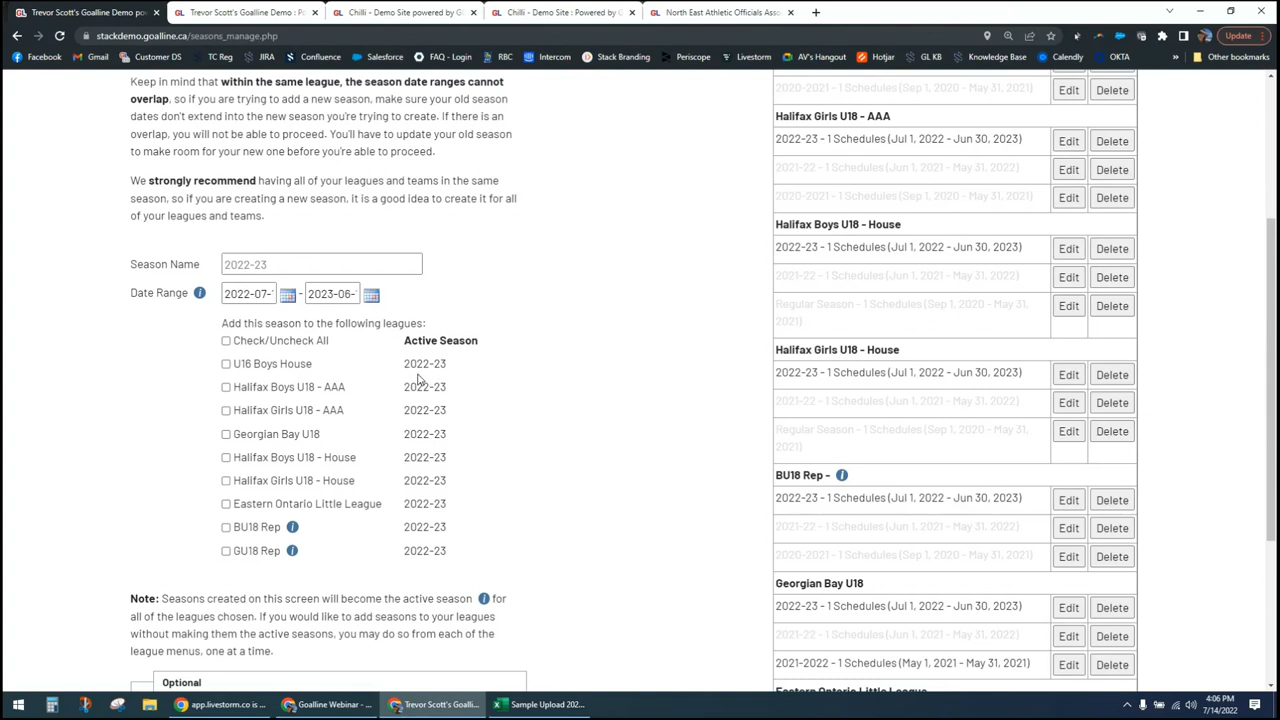 Trevor Scott's Goalline Demo powe
Trevor Scott's Goalline Demo : Po
Chilli - Demo Site powered by G
Chilli - Demo Site : Powered by
North East Athletic Officials Ass
stackdemo.goalline.ca/seasons_manage.php
Update
Facebook
Gmail
Customer DS
TC Reg
JIRA
Confluence
Salesforce
FAQ - Login
RBC
Intercom
Stack Branding
Perfecto
Livestorm
AV's Hangout
Hotjar
GL KB
Knowledge Base
Calendly
OKTA
»
Other bookmarks
Keep in mind that within the same league, the season date ranges cannot
overlap, so if you are trying to add a new season, make sure your old season
dates don't extend into the new season you're trying to create. if there is an
overlap, you will not be able to proceed. You'll have to update your old season
to make room for your new one before you're able to proceed.
We strongly recommend having all of your leagues and teams in the same
season, so if you are creating a new season, it is a good idea to create it for all
of your leagues and teams.
Season Name 2022-23
Date Range 2022-07- - 2023-06-
Add this season to the following leagues:
Check/Uncheck All Active Season
U16 Boys House 2022-23
Halifax Boys U18 - AAA 2022-23
Halifax Girls U18 - AAA 2022-23
Georgian Bay U18 2022-23
Halifax Boys U18 - House 2022-23
Halifax Girls U18 - House 2022-23
Eastern Ontario Little League 2022-23
BU18 Rep 2022-23
GU18 Rep 2022-23
Note: Seasons created on this screen will become the active season for
all of the leagues chosen. if you would like to add seasons to your leagues
without making them the active seasons, you may do so from each of the
league menus, one at a time.
Optional
2020-2021 - 1 Schedules (Sep 1, 2020 - May 31, 2021) Edit Delete
Halifax Girls U18 - AAA
2022-23 - 1 Schedules (Jul 1, 2022 - Jun 30, 2023) Edit Delete
2021-22 - 1 Schedules (Jun 1, 2021 - May 31, 2022) Edit Delete
2020-2021 - 1 Schedules (Sep 1, 2020 - May 31, 2021) Edit Delete
Halifax Boys U18 - House
2022-23 - 1 Schedules (Jul 1, 2022 - Jun 30, 2023) Edit Delete
2021-22 - 1 Schedules (Jun 1, 2021 - May 31, 2022) Edit Delete
Regular Season - 1 Schedules (Sep 1, 2020 - May 31, Edit Delete
2021)
Halifax Girls U18 - House
2022-23 - 1 Schedules (Jul 1, 2022 - Jun 30, 2023) Edit Delete
2021-22 - 1 Schedules (Jun 1, 2021 - May 31, 2022) Edit Delete
Regular Season - 1 Schedules (Sep 1, 2020 - May 31, Edit Delete
2021)
BU18 Rep -
2022-23 - 1 Schedules (Jul 1, 2022 - Jun 30, 2023) Edit Delete
2021-22 - 1 Schedules (Jun 1, 2021 - May 31, 2022) Edit Delete
2020-2021 - 1 Schedules (Sep 1, 2020 - May 31, 2021) Edit Delete
Georgian Bay U18
2022-23 - 1 Schedules (Jul 1, 2022 - Jun 30, 2023) Edit Delete
2021-22 - 1 Schedules (Jun 1, 2021 - May 31, 2022) Edit Delete
2021-2022 - 1 Schedules (May 1, 2021 - May 31, 2021) Edit Delete
Eastern Ontario Little League
app.livestorm.co is ...
Goalline Webinar - ...
Trevor Scott's Goalli...
Sample Upload 202...
4:06 PM
7/14/2022